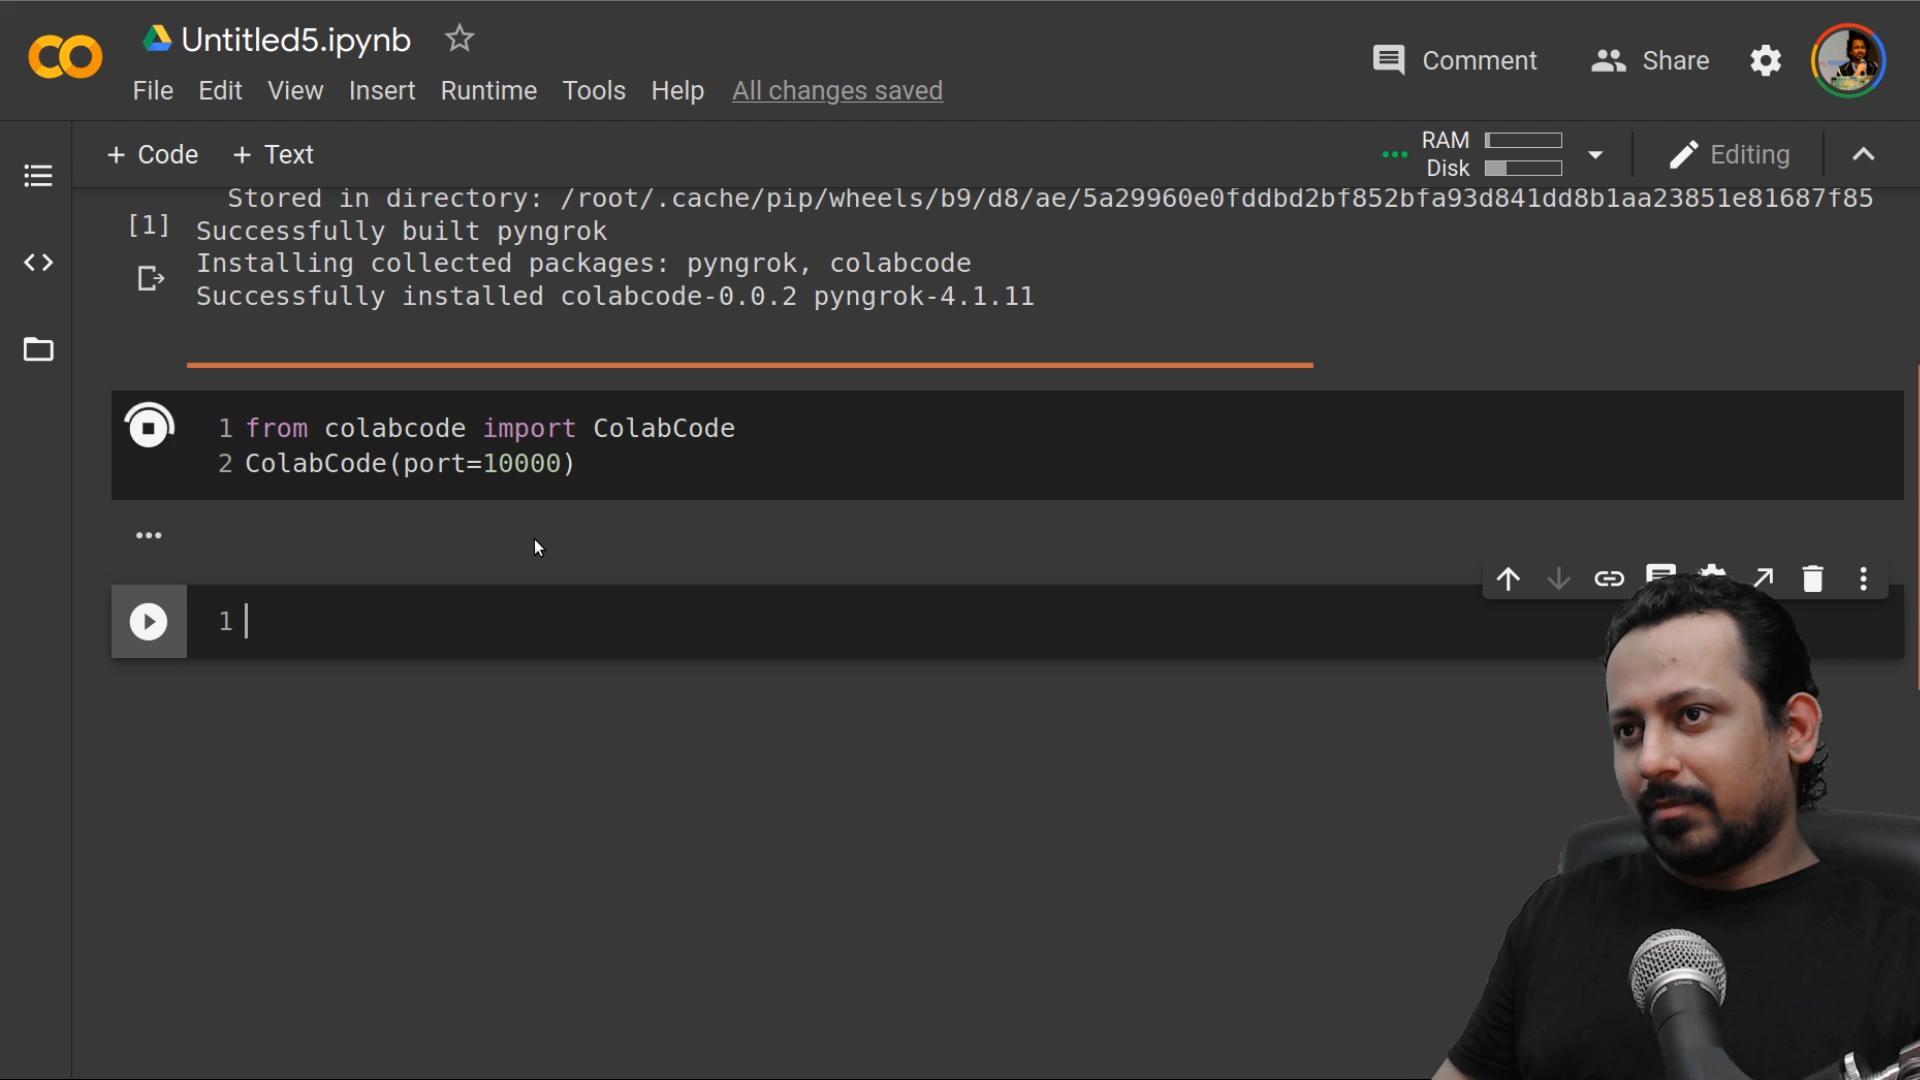 Untitled5.ipynb
Comment
Share
File Edit View Insert Runtime Tools Help All changes saved
+ Code + Text
RAM
Disk
Editing
Stored in directory: /root/.cache/pip/wheels/b9/d8/ae/5a29960e0fddbd2bf852bfa93d841dd8b1aa23851e81687f85
[1] Successfully built pyngrok
Installing collected packages: pyngrok, colabcode
Successfully installed colabcode-0.0.2 pyngrok-4.1.11
1 from colabcode import ColabCode
2 ColabCode(port=10000)
1